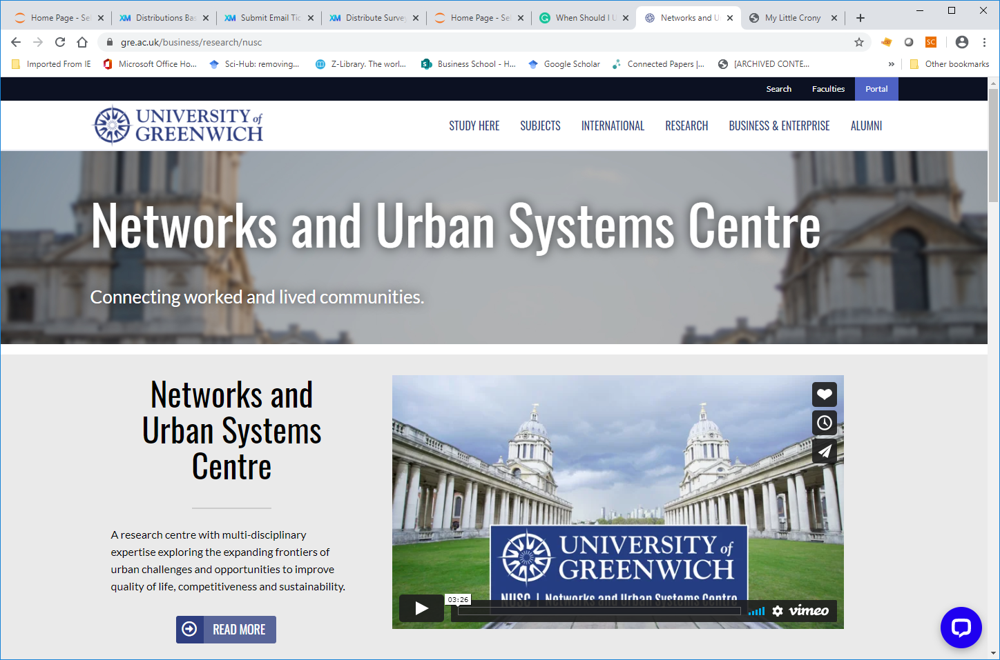 Home Page - Sel
Distributions Bas
Submit Email Tic
Distribute Survey
Home Page - Sel
When Should I U
Networks and U
My Little Crony
gre.ac.uk/business/research/nusc
SC
Imported From IE
Microsoft Office Ho...
Sci-Hub: removing...
Z-Library. The worl...
Business School - H...
Google Scholar
Connected Papers |...
[ARCHIVED CONTE...
»
Other bookmarks
Search
Faculties
Portal
UNIVERSITY of
GREENWICH
STUDY HERE
SUBJECTS
INTERNATIONAL
RESEARCH
BUSINESS & ENTERPRISE
ALUMNI
Networks and Urban Systems Centre
Connecting worked and lived communities.
Networks and
Urban Systems
Centre
A research centre with multi-disciplinary
expertise exploring the expanding frontiers of
urban challenges and opportunities to improve
quality of life, competitiveness and sustainability.
READ MORE
UNIVERSITY of
GREENWICH
NUSC | Networks and Urban Systems Centre
03:26
vimeo